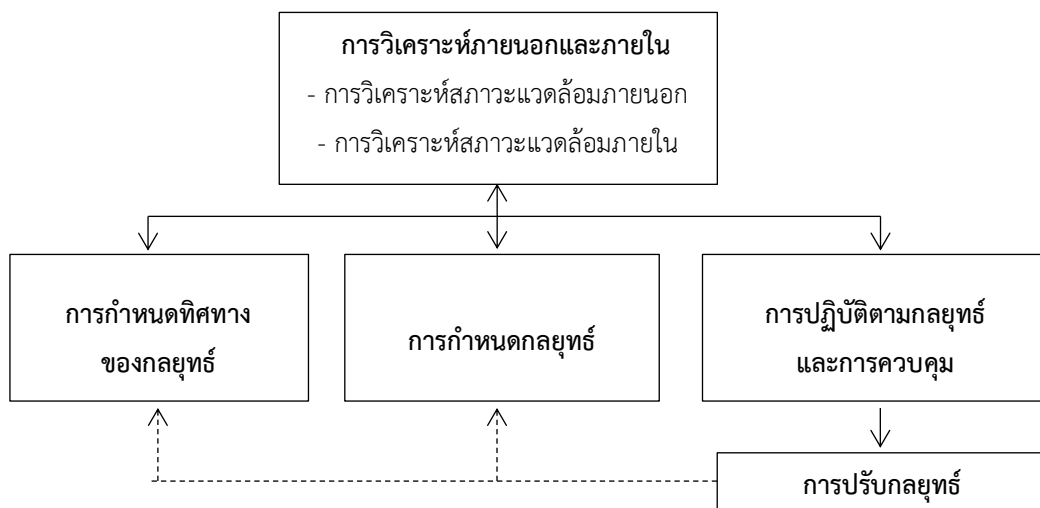 การวิเคราะห์ภายนอกและภายใน
- การวิเคราะห์สภาวะแวดล้อมภายนอก
- การวิเคราะห์สภาวะแวดล้อมภายใน
การกำหนดทิศทาง
ของกลยุทธ์
การกำหนดกลยุทธ์
การปฏิบัติตามกลยุทธ์
และการควบคุม
การปรับกลยุทธ์